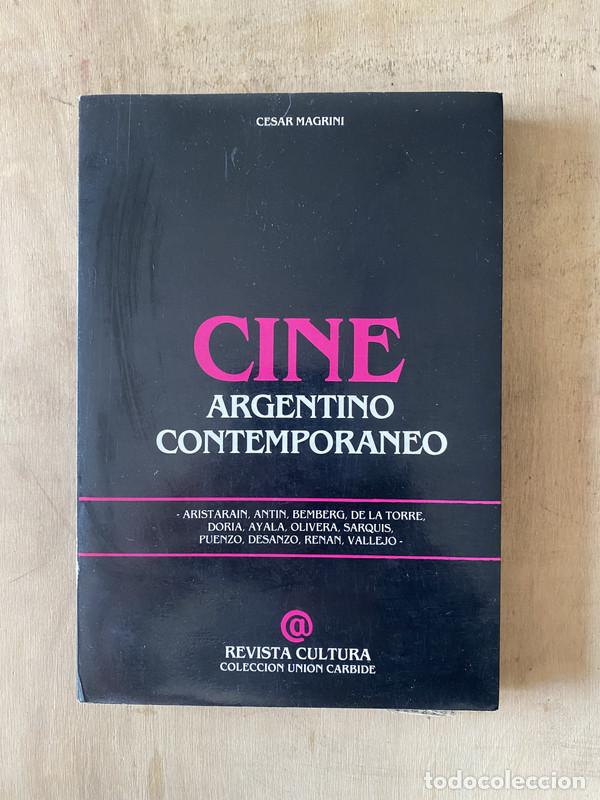 CESAR MAGRINI
CINE
ARGENTINO
CONTEMPORANEO
- ARISTARAIN, ANTIN, BEMBERG, DE LA TORRE,
DORIA, AYALA, OLIVERA, SARQUIS,
PUENZO, DESANZO, RENAN, VALLEJO -
@
REVISTA CULTURA
COLECCION UNION CARBIDE
todocoleccion